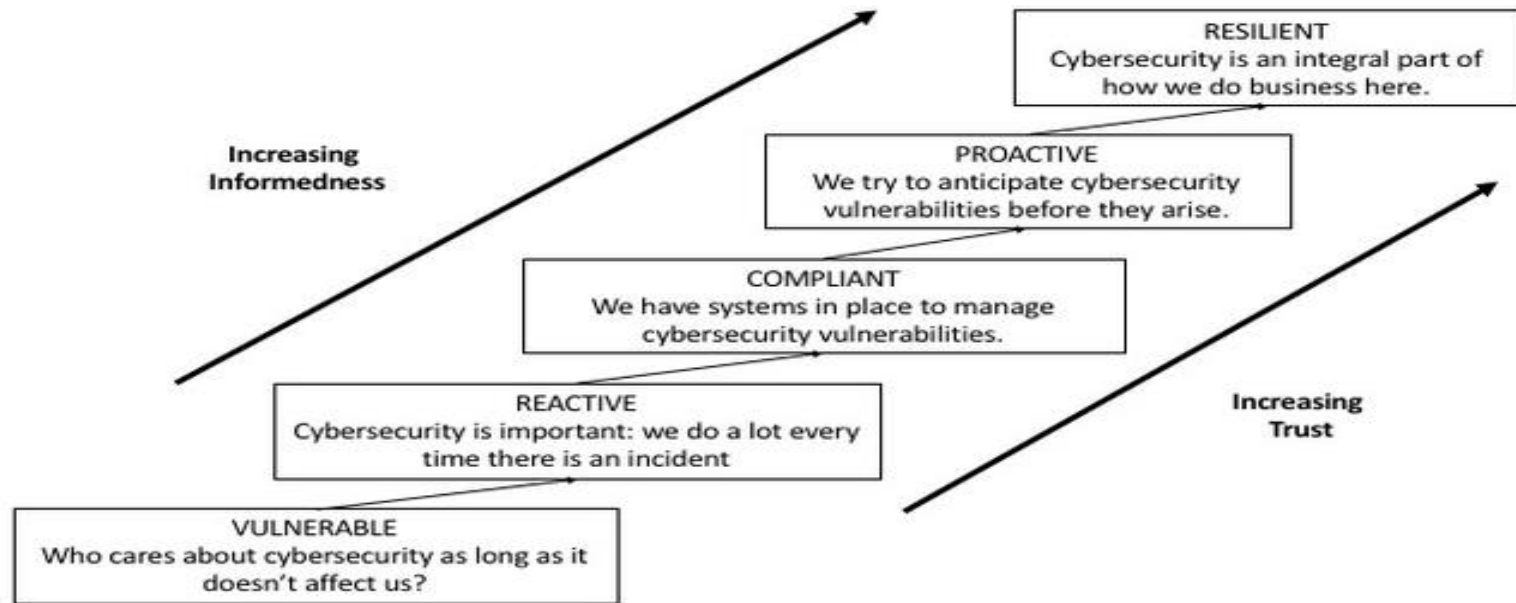 RESILIENT
Cybersecurity is an integral part of
how we do business here.
Increasing
Informedness
PROACTIVE
We try to anticipate cybersecurity
vulnerabilities before they arise.
COMPLIANT
We have systems in place to manage
cybersecurity vulnerabilities.
REACTIVE
Cybersecurity is important: we do a lot every
time there is an incident
Increasing
Trust
VULNERABLE
Who cares about cybersecurity as long as it
doesn't affect us?